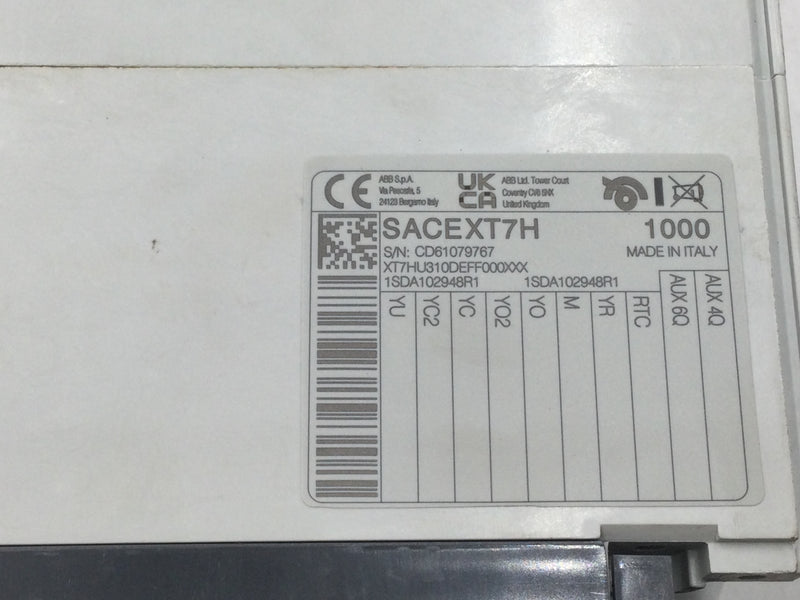 CE
ABB S.p.A.
Via Pescaria, 5
24123 Bergamo Italy
UK
CA
ABB Ltd. Tower Court
Coventry CV6 5NX
United Kingdom
SACE XT7H 1000
S/N: CD61079767 MADE IN ITALY
XT7HU310DEFF000XXX
1SDA102948R1 1SDA102948R1
YU
YC2
YC
YO2
YO
M
YR
RTC
AUX 6Q
AUX 4Q